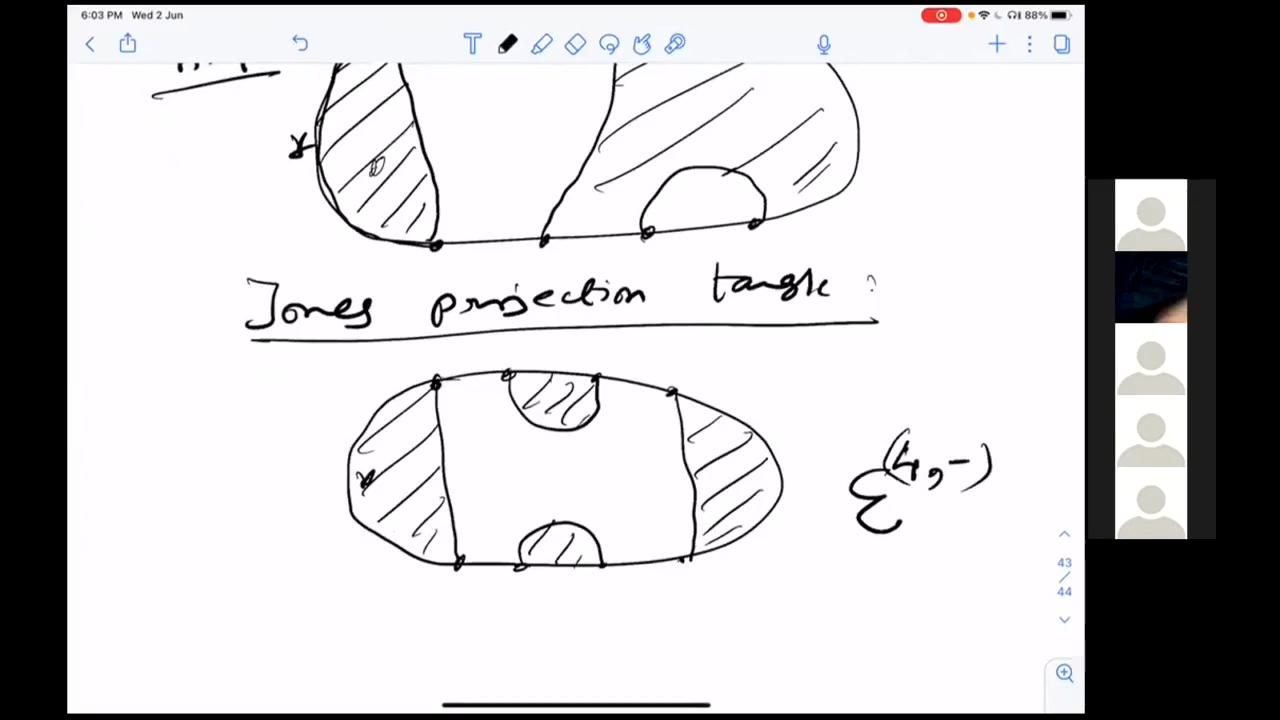 6:03 PM Wed 2 Jun
88%
T
Jones projection tangle :
ℰ^(4,-)
43
/
44